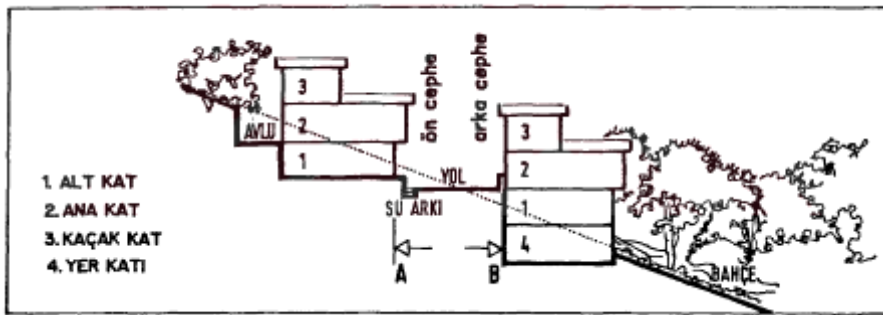 3
AVLU
2
1
ön cephe
arka cephe
3
2
YOL
1
SU ARKI
4
A
B
BAHÇE
1. ALT KAT
2. ANA KAT
3. KAÇAK KAT
4. YER KATI